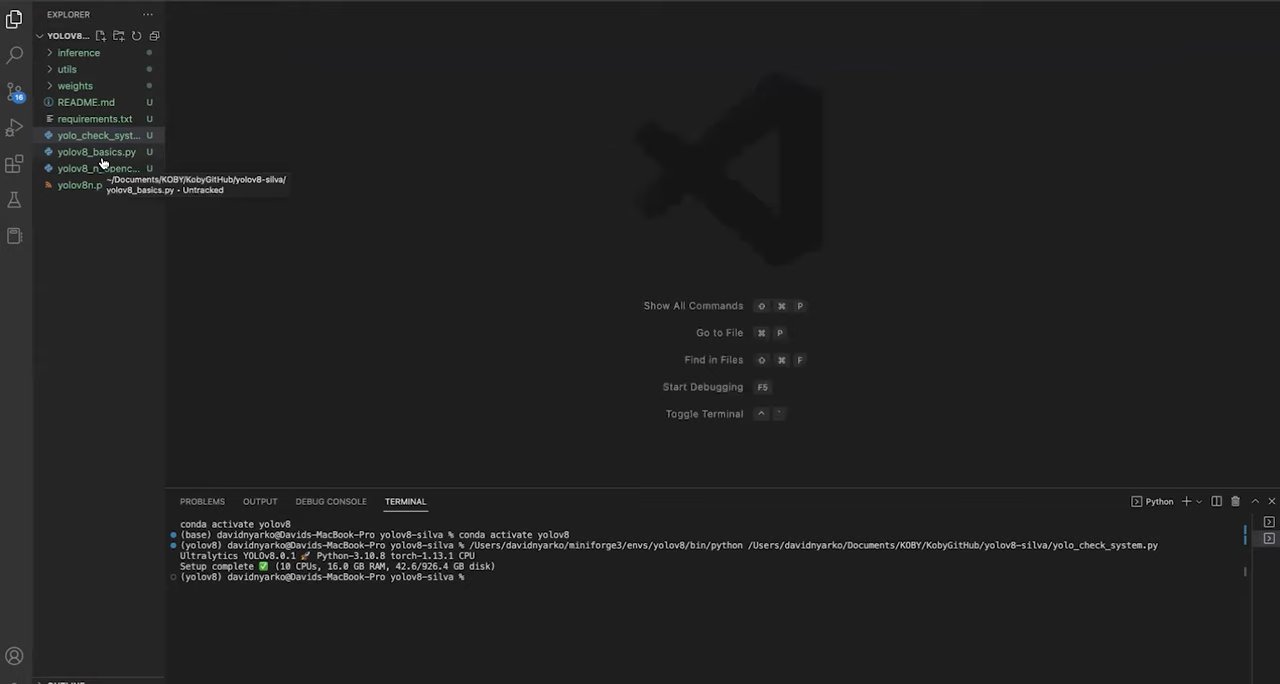 EXPLORER
YOLOV8...
inference
utils
weights
README.md U
requirements.txt U
yolo_check_syst... U
yolov8_basics.py U
yolov8_n_openc... U
yolov8n.p
~/Documents/KOBY/KobyGitHub/yolov8-silva/
yolov8_basics.py • Untracked
16
Show All Commands ⇧ ⌘ P
Go to File ⌘ P
Find in Files ⇧ ⌘ F
Start Debugging F5
Toggle Terminal ^ `
PROBLEMS OUTPUT DEBUG CONSOLE TERMINAL
Python
conda activate yolov8
(base) davidnyarko@Davids-MacBook-Pro yolov8-silva % conda activate yolov8
(yolov8) davidnyarko@Davids-MacBook-Pro yolov8-silva % /Users/davidnyarko/miniforge3/envs/yolov8/bin/python /Users/davidnyarko/Documents/KOBY/KobyGitHub/yolov8-silva/yolo_check_system.py
Ultralytics YOLOv8.0.1 🚀 Python-3.10.8 torch-1.13.1 CPU
Setup complete ✅ (10 CPUs, 16.0 GB RAM, 42.6/926.4 GB disk)
(yolov8) davidnyarko@Davids-MacBook-Pro yolov8-silva %